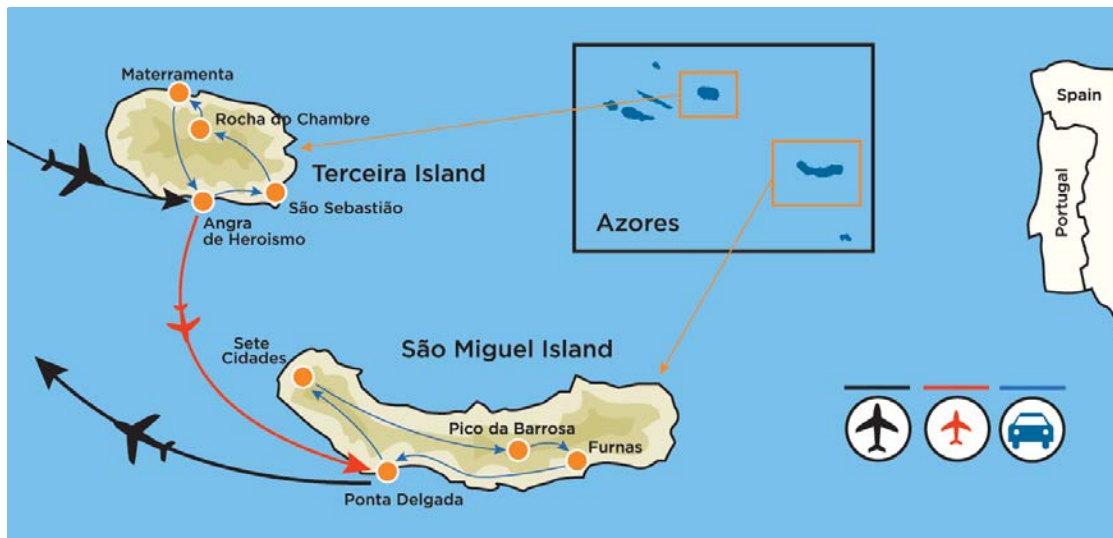 Materramenta
Rocha do Chambre
Terceira Island
São Sebastião
Angra
de Heroismo
Azores
Spain
Portugal
São Miguel Island
Sete
Cidades
Pico da Barrosa
Furnas
Ponta Delgada